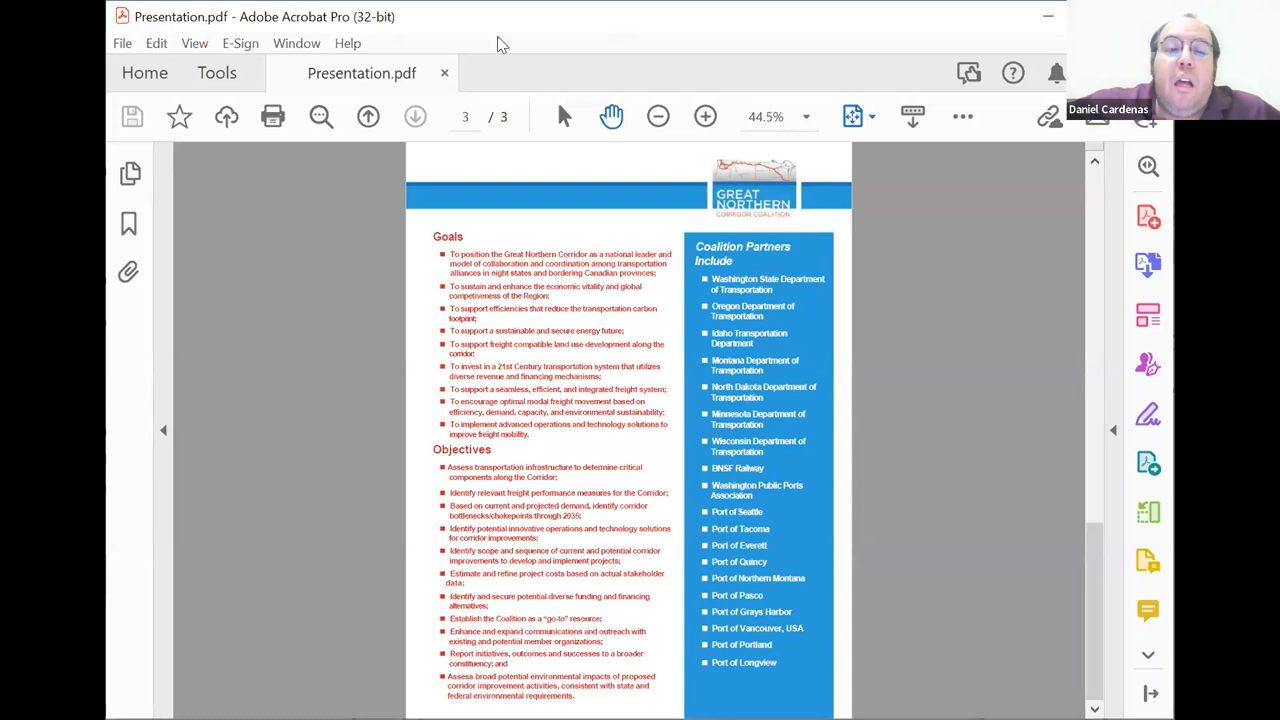 Presentation.pdf - Adobe Acrobat Pro (32-bit)
File Edit View E-Sign Window Help
Home Tools Presentation.pdf ×
3 / 3 44.5%
Daniel Cardenas
GREAT
NORTHERN
CORRIDOR COALITION
Goals
To position the Great Northern Corridor as a national leader and
model of collaboration and coordination among transportation
alliances in eight states and bordering Canadian provinces;
To sustain and enhance the economic vitality and global
competiveness of the Region;
To support efficiencies that reduce the transportation carbon
footprint;
To support a sustainable and secure energy future;
To support freight compatible land use development along the
corridor;
To invest in a 21st Century transportation system that utilizes
diverse revenue and financing mechanisms;
To support a seamless, efficient, and integrated freight system;
To encourage optimal modal freight movement based on
efficiency, demand, capacity, and environmental sustainability;
To implement advanced operations and technology solutions to
improve freight mobility.
Objectives
Assess transportation infrastructure to determine critical
components along the Corridor;
Identify relevant freight performance measures for the Corridor;
Based on current and projected demand, identify corridor
bottlenecks/chokepoints through 2035;
Identify potential innovative operations and technology solutions
for corridor improvements;
Identify scope and sequence of current and potential corridor
improvements to develop and implement projects;
Estimate and refine project costs based on actual stakeholder
data;
Identify and secure potential diverse funding and financing
alternatives;
Establish the Coalition as a "go-to" resource;
Enhance and expand communications and outreach with
existing and potential member organizations;
Report initiatives, outcomes and successes to a broader
constituency; and
Assess broad potential environmental impacts of proposed
corridor improvement activities, consistent with state and
federal environmental requirements.
Coalition Partners
Include
Washington State Department
of Transportation
Oregon Department of
Transportation
Idaho Transportation
Department
Montana Department of
Transportation
North Dakota Department of
Transportation
Minnesota Department of
Transportation
Wisconsin Department of
Transportation
BNSF Railway
Washington Public Ports
Association
Port of Seattle
Port of Tacoma
Port of Everett
Port of Quincy
Port of Northern Montana
Port of Pasco
Port of Grays Harbor
Port of Vancouver, USA
Port of Portland
Port of Longview